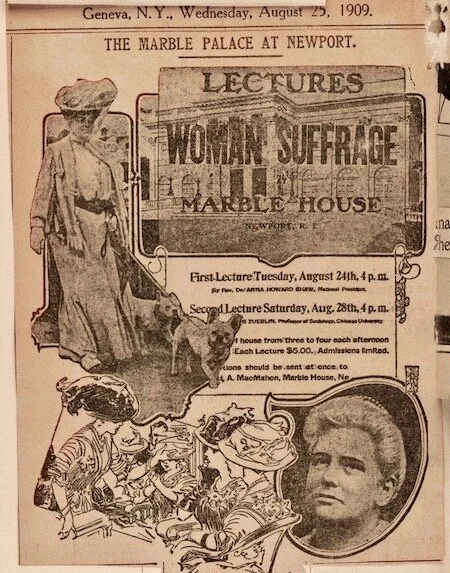 Geneva, N.Y., Wednesday, August 25, 1909.
THE MARBLE PALACE AT NEWPORT.
LECTURES
WOMAN SUFFRAGE
MARBLE HOUSE
NEWPORT, R. I.
First Lecture Tuesday, August 24th, 4 p. m.
By Rev. Dr. ANNA HOWARD SHAW, National President.
Second Lecture Saturday, Aug. 28th, 4 p. m.
ZUEBLIN, Professor of Sociology, Chicago University
house from three to four each afternoon
Each Lecture $5.00. Admissions limited.
should be sent at once to
A. MacMahon, Marble House, Ne